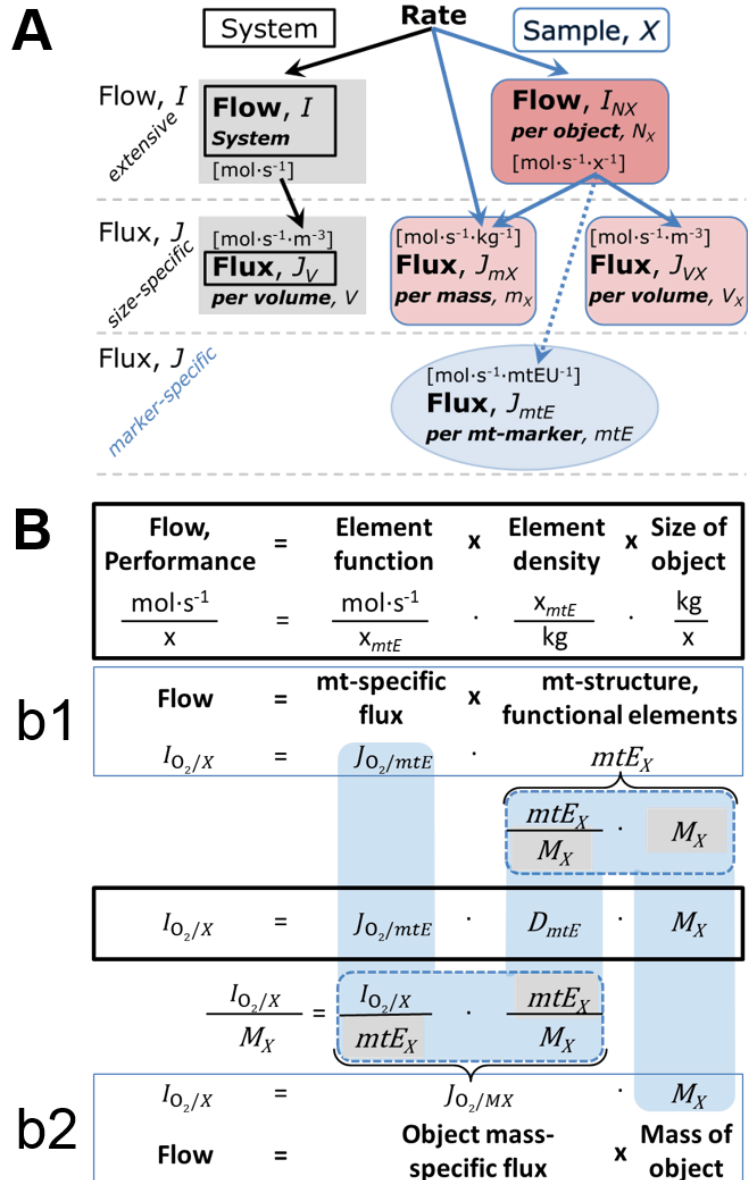 A
Rate
System
Sample, X
Flow, I
extensive
Flow, I
System
[mol·s⁻¹]
Flow, I_NX
per object, N_X
[mol·s⁻¹·x⁻¹]
Flux, J
size-specific
[mol·s⁻¹·m⁻³]
Flux, J_V
per volume, V
[mol·s⁻¹·kg⁻¹]
Flux, J_mX
per mass, m_X
[mol·s⁻¹·m⁻³]
Flux, J_VX
per volume, V_X
Flux, J
marker-specific
[mol·s⁻¹·mtEU⁻¹]
Flux, J_mtE
per mt-marker, mtE
B
Flow, Element Element Size of
Performance = function x density x object
mol·s⁻¹/x = mol·s⁻¹/x_mtE · x_mtE/kg · kg/x
b1
Flow = mt-specific flux x mt-structure, functional elements
I_O₂/X = J_O₂/mtE · mtE_X
mtE_X/M_X · M_X
I_O₂/X = J_O₂/mtE · D_mtE · M_X
I_O₂/X/M_X = I_O₂/X/mtE_X · mtE_X/M_X
b2
I_O₂/X = J_O₂/MX · M_X
Flow = Object mass-specific flux x Mass of object